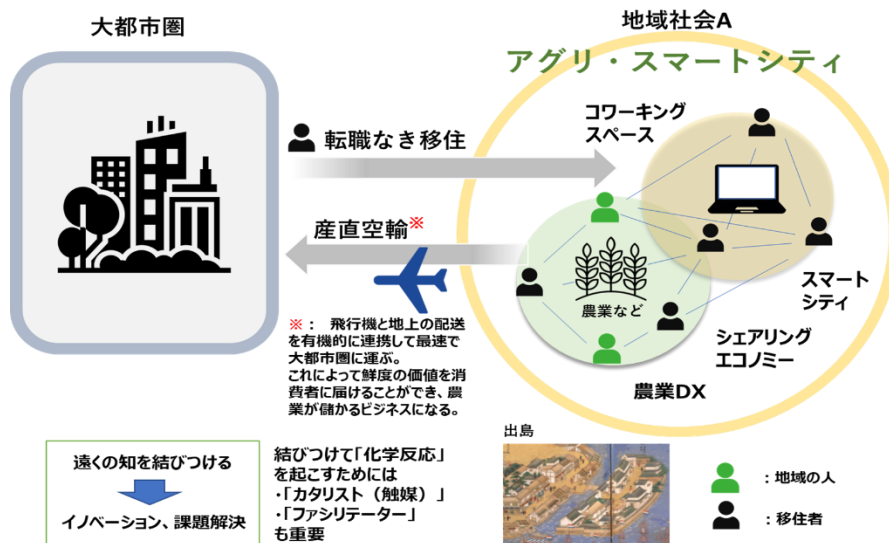 大都市圏
地域社会A
アグリ・スマートシティ
コワーキング
スペース
転職なき移住
産直空輸※
農業など
スマート
シティ
シェアリング
エコノミー
農業DX
※： 飛行機と地上の配送
を有機的に連携して最速で
大都市圏に運ぶ。
これによって鮮度の価値を消
費者に届けることができ、農
業が儲かるビジネスになる。
遠くの知を結びつける
イノベーション、課題解決
結びつけて「化学反応」
を起こすためには
・「カタリスト（触媒）」
・「ファシリテーター」
も重要
出島
：地域の人
：移住者